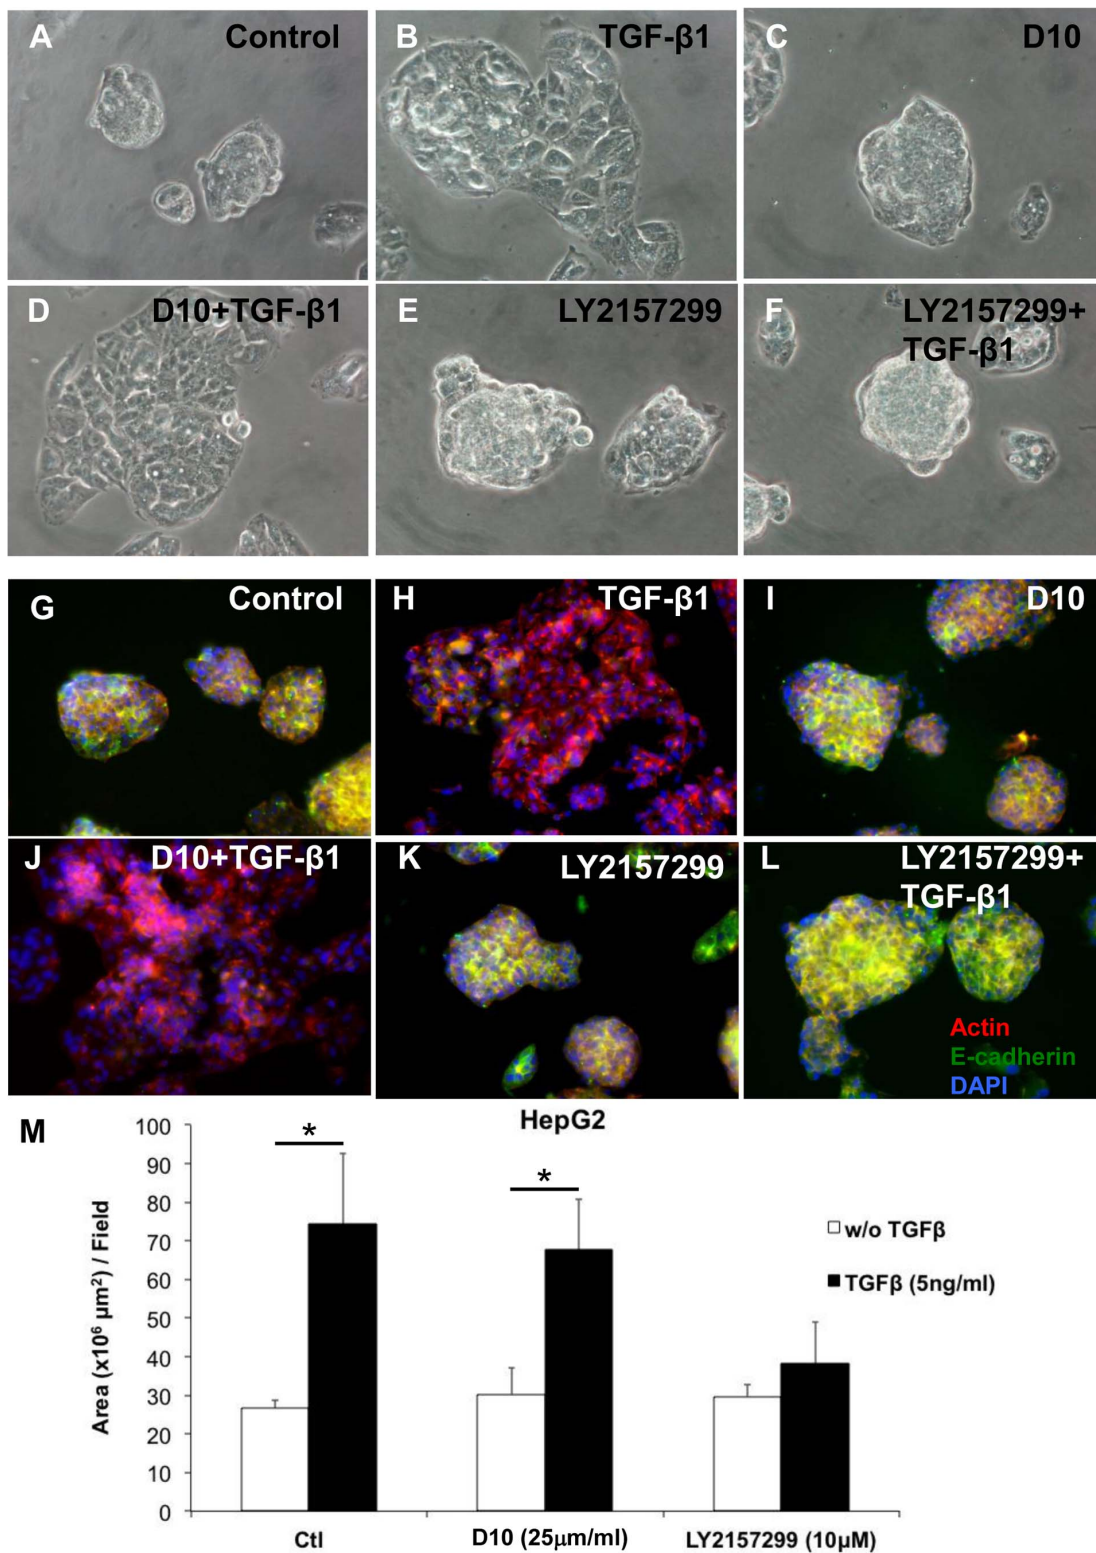 A Control
B TGF-β1
C D10
D D10+TGF-β1
E LY2157299
F LY2157299+
TGF-β1
G Control
H TGF-β1
I D10
J D10+TGF-β1
K LY2157299
L LY2157299+
TGF-β1
Actin
E-cadherin
DAPI
M
HepG2
100
90
80
70
60
50
40
30
20
10
0
Area (x10⁶ µm²) / Field
*
*
w/o TGFβ
TGFβ (5ng/ml)
Ctl
D10 (25µm/ml)
LY2157299 (10µM)